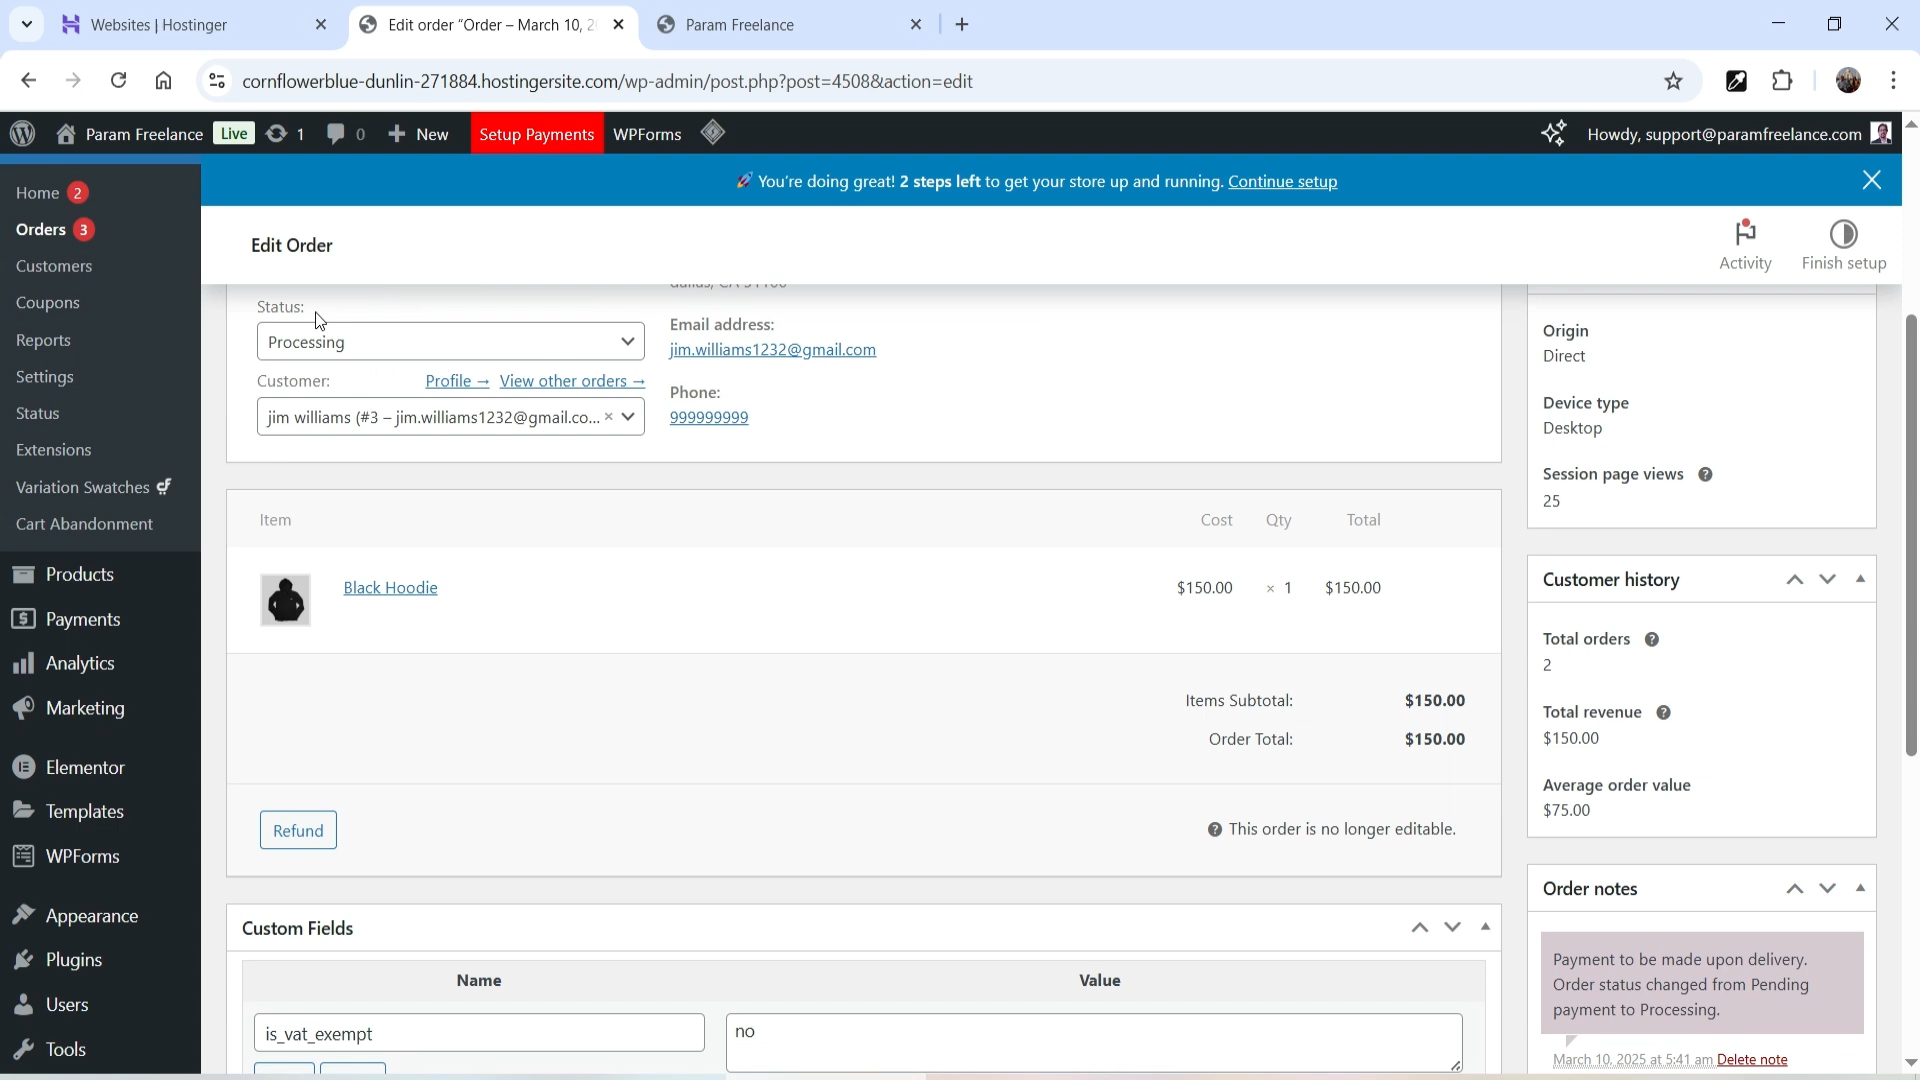 Websites | Hostinger
Edit order “Order – March 10, 2
Param Freelance
cornflowerblue-dunlin-271884.hostingersite.com/wp-admin/post.php?post=4508&action=edit
Param Freelance Live 1 0 New Setup Payments WPForms Howdy, support@paramfreelance.com
🚀 You're doing great! 2 steps left to get your store up and running. Continue setup
Home 2
Orders 3
Customers
Coupons
Reports
Settings
Status
Extensions
Variation Swatches
Cart Abandonment
Products
Payments
Analytics
Marketing
Elementor
Templates
WPForms
Appearance
Plugins
Users
Tools
Edit Order
Activity
Finish setup
Status:
Processing
Customer: Profile → View other orders →
jim williams (#3 – jim.williams1232@gmail.co... ×
Email address:
jim.williams1232@gmail.com
Phone:
999999999
Item Cost Qty Total
Black Hoodie $150.00 × 1 $150.00
Items Subtotal: $150.00
Order Total: $150.00
Refund
This order is no longer editable.
Custom Fields
Name Value
is_vat_exempt no
Origin
Direct
Device type
Desktop
Session page views
25
Customer history
Total orders
2
Total revenue
$150.00
Average order value
$75.00
Order notes
Payment to be made upon delivery.
Order status changed from Pending
payment to Processing.
March 10, 2025 at 5:41 am Delete note